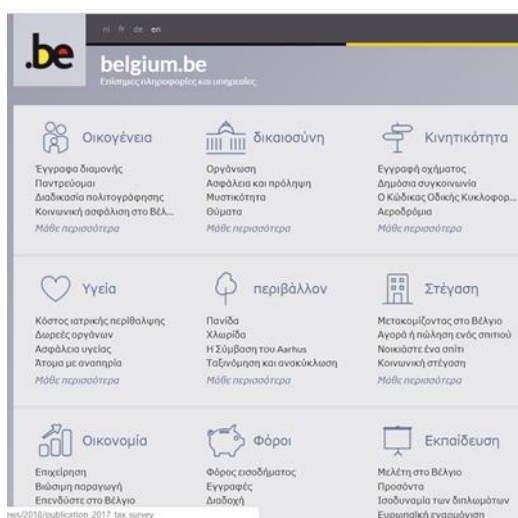 nl fr de en
.be
belgium.be
Επίσημες πληροφορίες και υπηρεσίες
Οικογένεια
Έγγραφα διαμονής
Παντρεύομαι
Διαδικασία πολιτογράφησης
Κοινωνική ασφάλιση στο Βέλ...
Μάθε περισσότερα
δικαιοσύνη
Οργάνωση
Ασφάλεια και πρόληψη
Μυστικότητα
Θύματα
Μάθε περισσότερα
Κινητικότητα
Εγγραφή οχήματος
Δημόσια συγκοινωνία
Ο Κώδικας Οδικής Κυκλοφορ...
Αεροδρόμια
Μάθε περισσότερα
Υγεία
Κόστος ιατρικής περίθαλψης
Δωρεές οργάνων
Ασφάλεια υγείας
Άτομα με αναπηρία
Μάθε περισσότερα
περιβάλλον
Πανίδα
Χλωρίδα
Η Σύμβαση του Aarhus
Ταξινόμηση και ανακύκλωση
Μάθε περισσότερα
Στέγαση
Μετακομίζοντας στο Βέλγιο
Αγορά ή πώληση ενός σπιτιού
Νοικιάστε ένα σπίτι
Κοινωνική στέγαση
Μάθε περισσότερα
Οικονομία
Επιχείρηση
Βιώσιμη παραγωγή
Επενδύστε στο Βέλγιο
Φόροι
Φόρος εισοδήματος
Εγγραφές
Διαδοχή
Εκπαίδευση
Μελέτη στο Βέλγιο
Προσόντα
Ισοδυναμία των διπλωμάτων
Ευρωπαϊκή εναρμόνιση
ws/2018/publication_2017_tax_survey